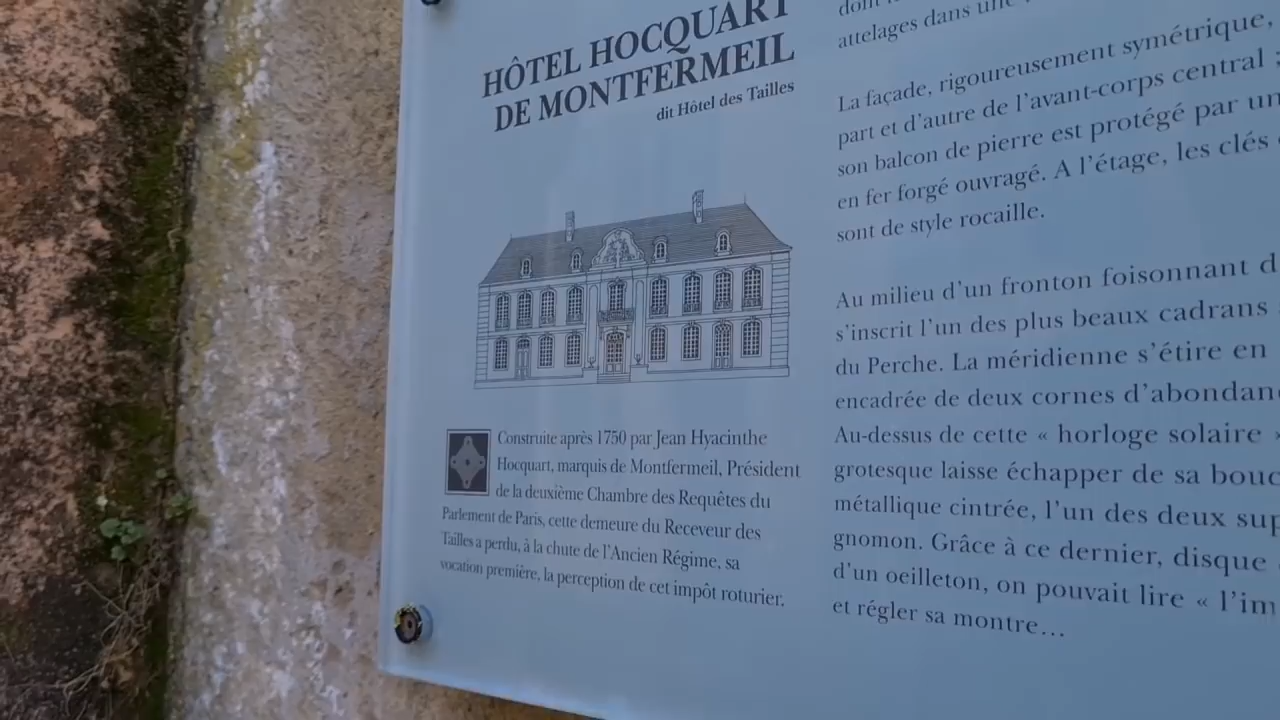 HÔTEL HOCQUART
DE MONTFERMEIL
dit Hôtel des Tailles
Construite après 1750 par Jean Hyacinthe
Hocquart, marquis de Montfermeil, Président
de la deuxième Chambre des Requêtes du
Parlement de Paris, cette demeure du Receveur des
Tailles a perdu, à la chute de l'Ancien Régime, sa
vocation première, la perception de cet impôt roturier.
attelages dans une
La façade, rigoureusement symétrique,
part et d'autre de l'avant-corps central ;
son balcon de pierre est protégé par un
en fer forgé ouvragé. A l'étage, les clés
sont de style rocaille.
Au milieu d'un fronton foisonnant d
s'inscrit l'un des plus beaux cadrans
du Perche. La méridienne s'étire en
encadrée de deux cornes d'abondan
Au-dessus de cette « horloge solaire »
grotesque laisse échapper de sa bouc
métallique cintrée, l'un des deux sup
gnomon. Grâce à ce dernier, disque
d'un oeilleton, on pouvait lire « l'im
et régler sa montre…